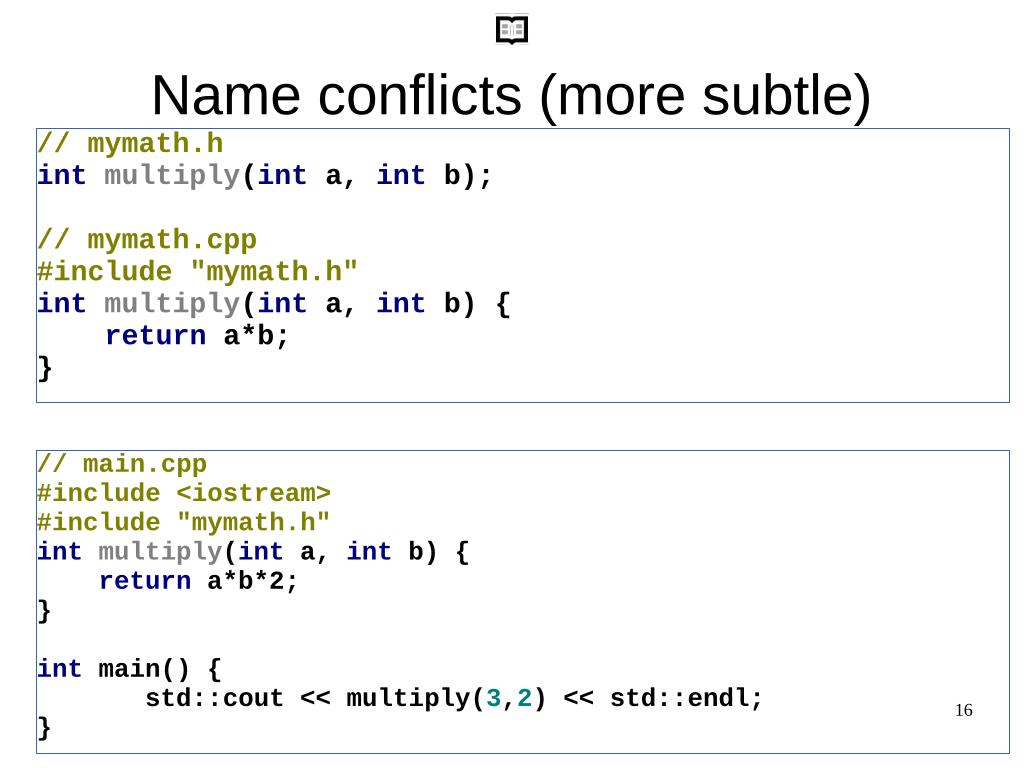 Name conflicts (more subtle)
// mymath.h
int multiply(int a, int b);
// mymath.cpp
#include "mymath.h"
int multiply(int a, int b) {
    return a*b;
}
// main.cpp
#include <iostream>
#include "mymath.h"
int multiply(int a, int b) {
    return a*b*2;
}
int main() {
       std::cout << multiply(3,2) << std::endl;
}
16